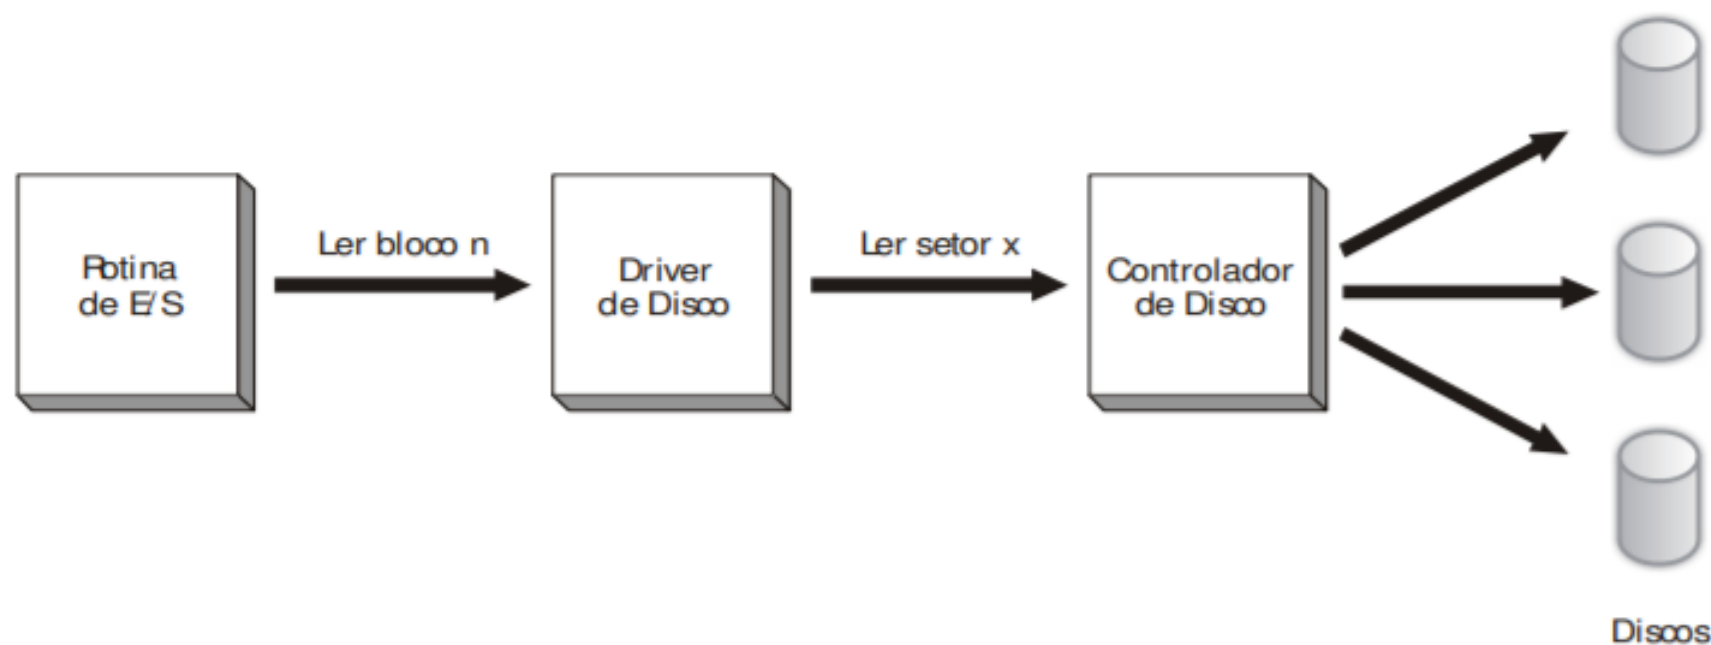 Rotina
de E/S
Ler bloco n
Driver
de Disco
Ler setor x
Controlador
de Disco
Discos